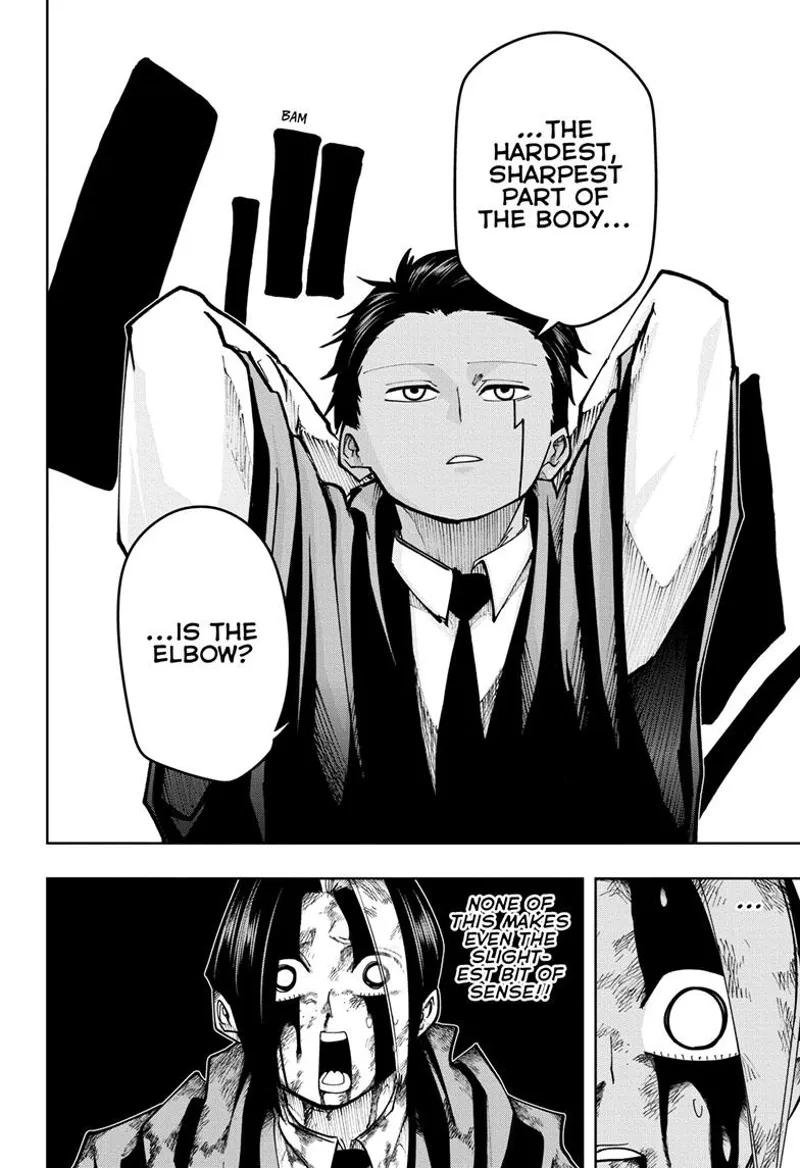 BAM
...THE
HARDEST,
SHARPEST
PART OF
THE BODY...
...IS THE
ELBOW?
...
NONE OF
THIS MAKES
EVEN THE
SLIGHT-
EST BIT OF
SENSE!!